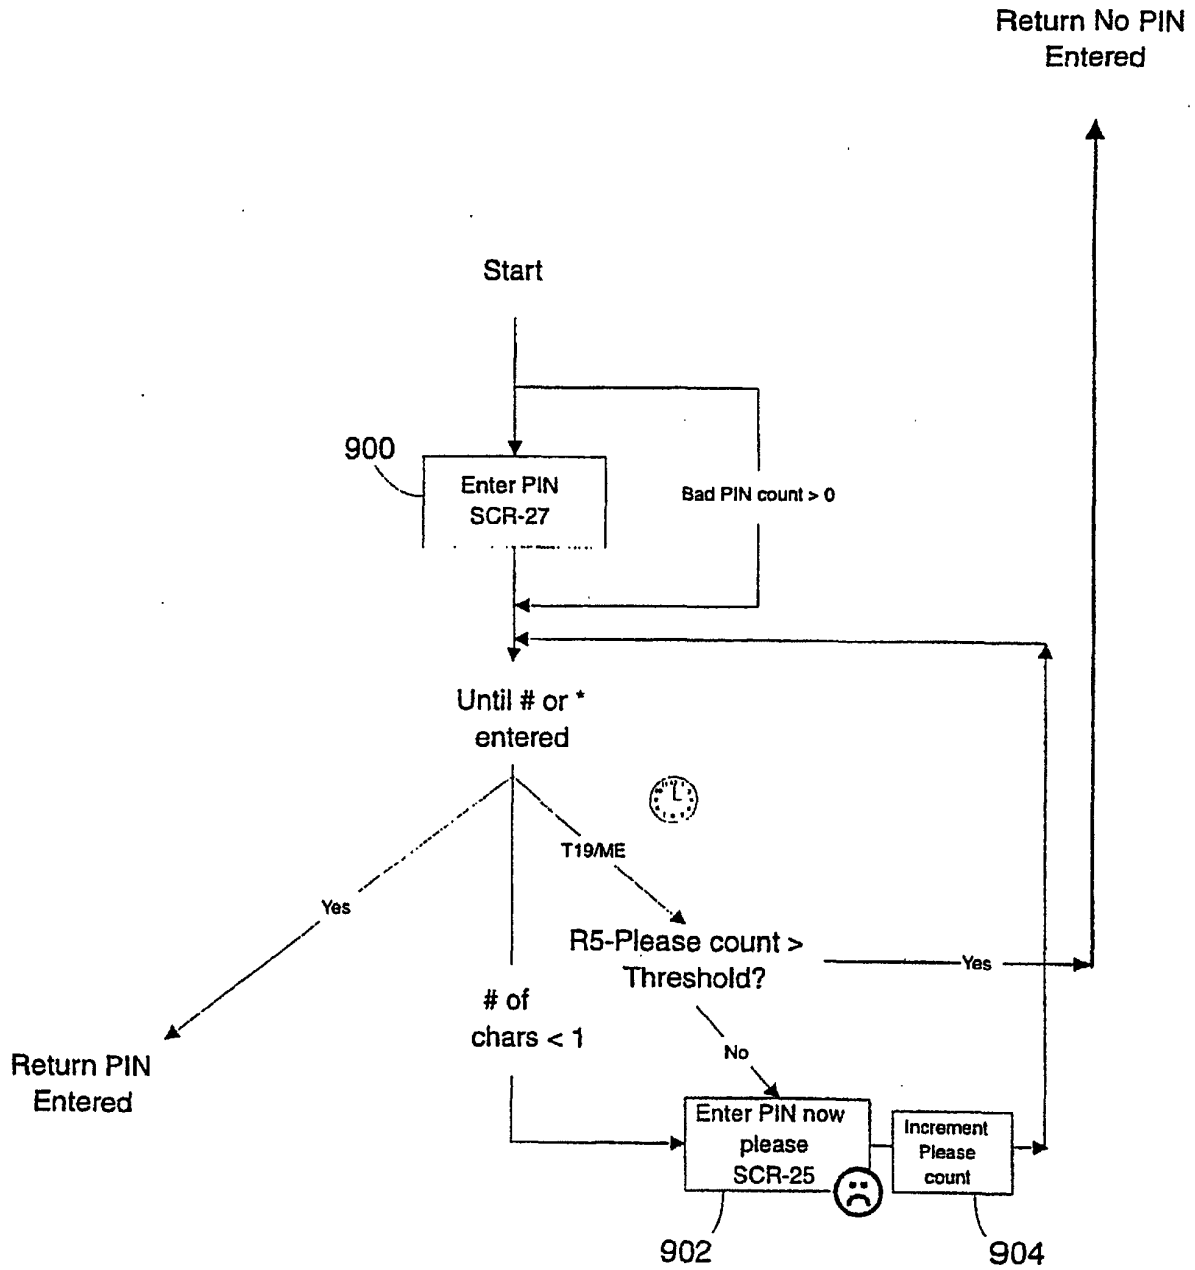 Return No PIN
Entered
Start
900
Enter PIN
SCR-27
Bad PIN count > 0
Until # or *
entered
T19/ME
Yes
R5-Please count >
Threshold?
Yes
# of
chars < 1
No
Return PIN
Entered
Enter PIN now
please
SCR-25
Increment
Please
count
902
904